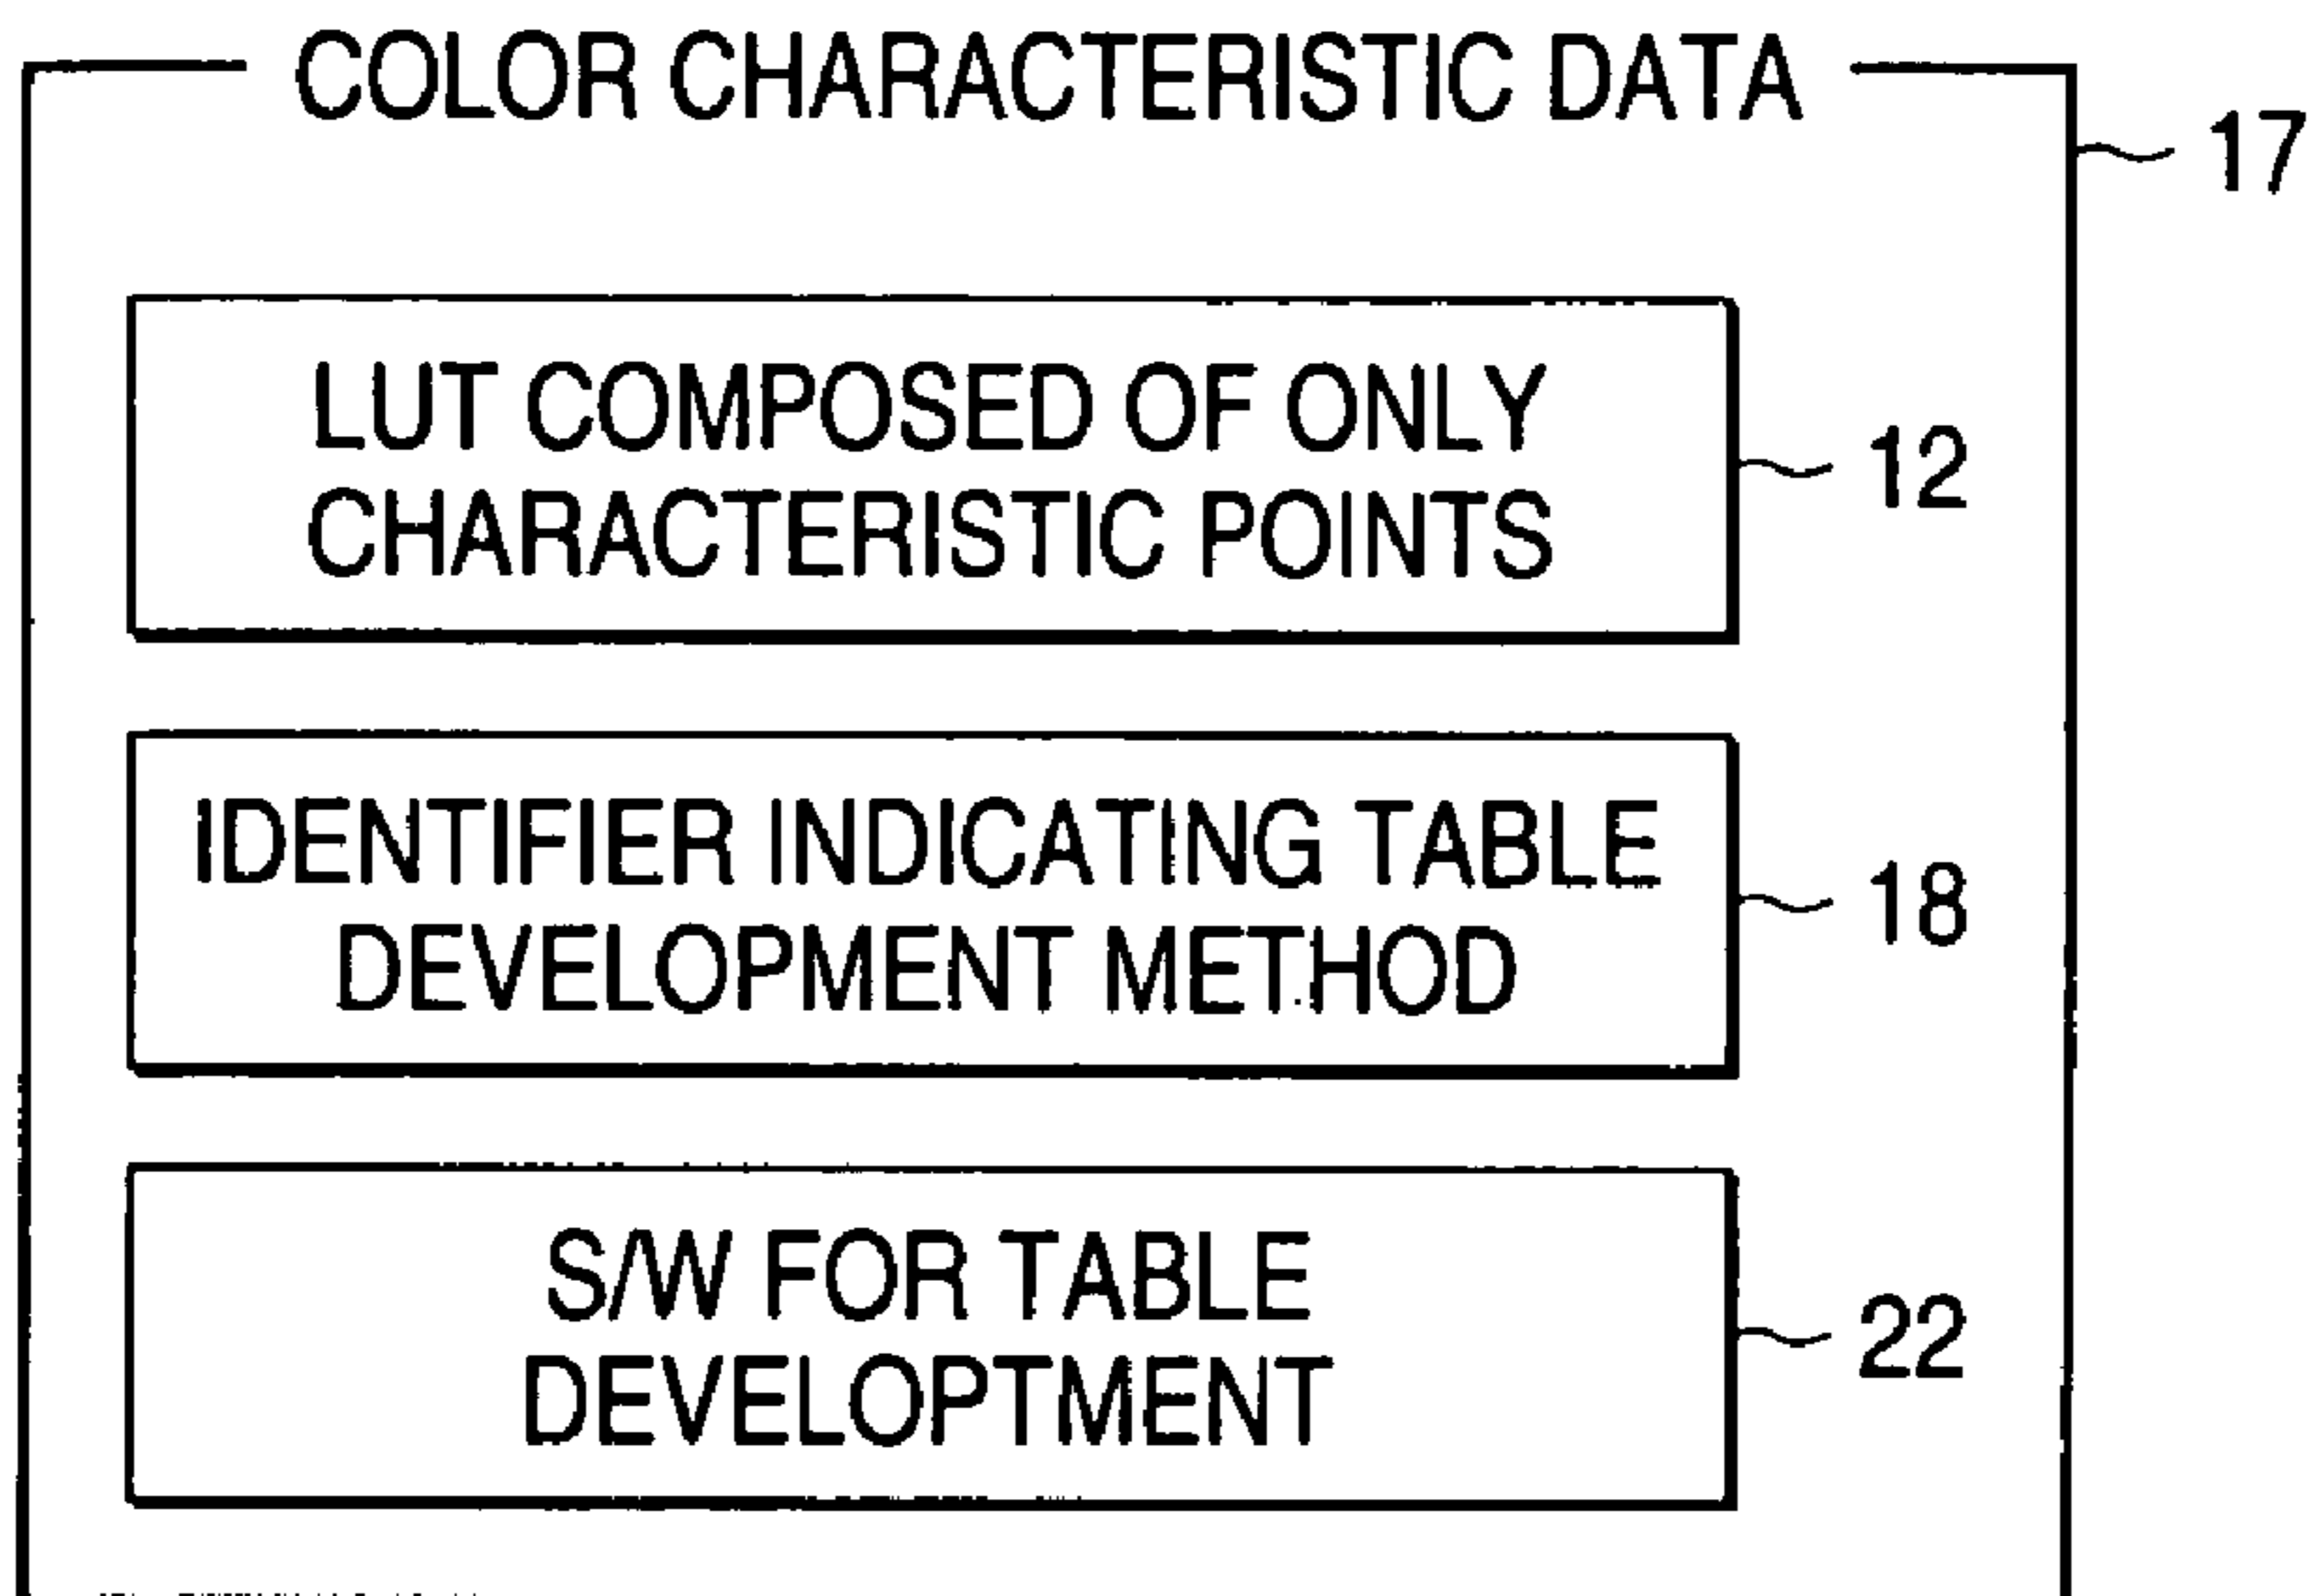 COLOR CHARACTERISTIC DATA
17
LUT COMPOSED OF ONLY
CHARACTERISTIC POINTS
12
IDENTIFIER INDICATING TABLE
DEVELOPMENT METHOD
18
S/W FOR TABLE
DEVELOPTMENT
22